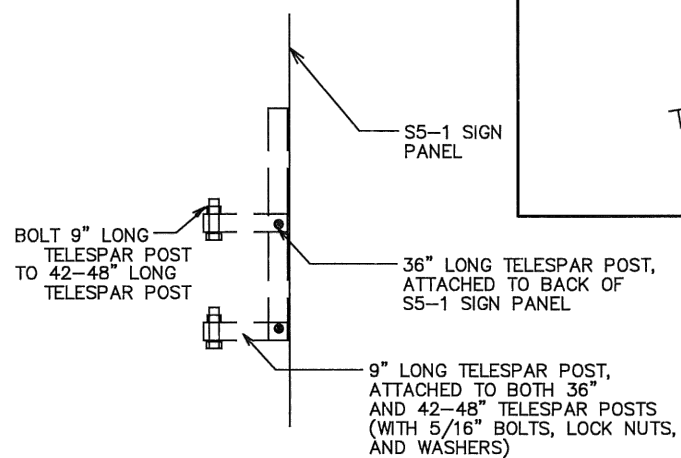 S5-1 SIGN
PANEL
BOLT 9" LONG
TELESPAR POST
TO 42-48" LONG
TELESPAR POST
36" LONG TELESPAR POST,
ATTACHED TO BACK OF
S5-1 SIGN PANEL
9" LONG TELESPAR POST,
ATTACHED TO BOTH 36"
AND 42-48" TELESPAR POSTS
(WITH 5/16" BOLTS, LOCK NUTS,
AND WASHERS)